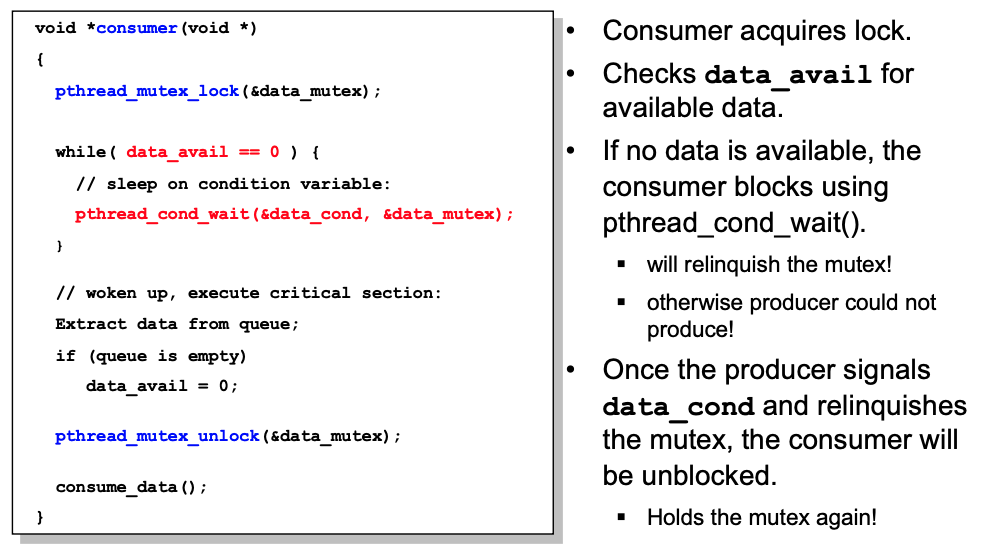 void *consumer(void *)
{
pthread_mutex_lock(&data_mutex);
while( data_avail == 0 ) {
// sleep on condition variable:
pthread_cond_wait(&data_cond, &data_mutex);
}
// woken up, execute critical section:
Extract data from queue;
if (queue is empty)
data_avail = 0;
pthread_mutex_unlock(&data_mutex);
consume_data();
}
• Consumer acquires lock.
• Checks data_avail for
available data.
• If no data is available, the
consumer blocks using
pthread_cond_wait().
▪ will relinquish the mutex!
▪ otherwise producer could not
produce!
• Once the producer signals
data_cond and relinquishes
the mutex, the consumer will
be unblocked.
▪ Holds the mutex again!